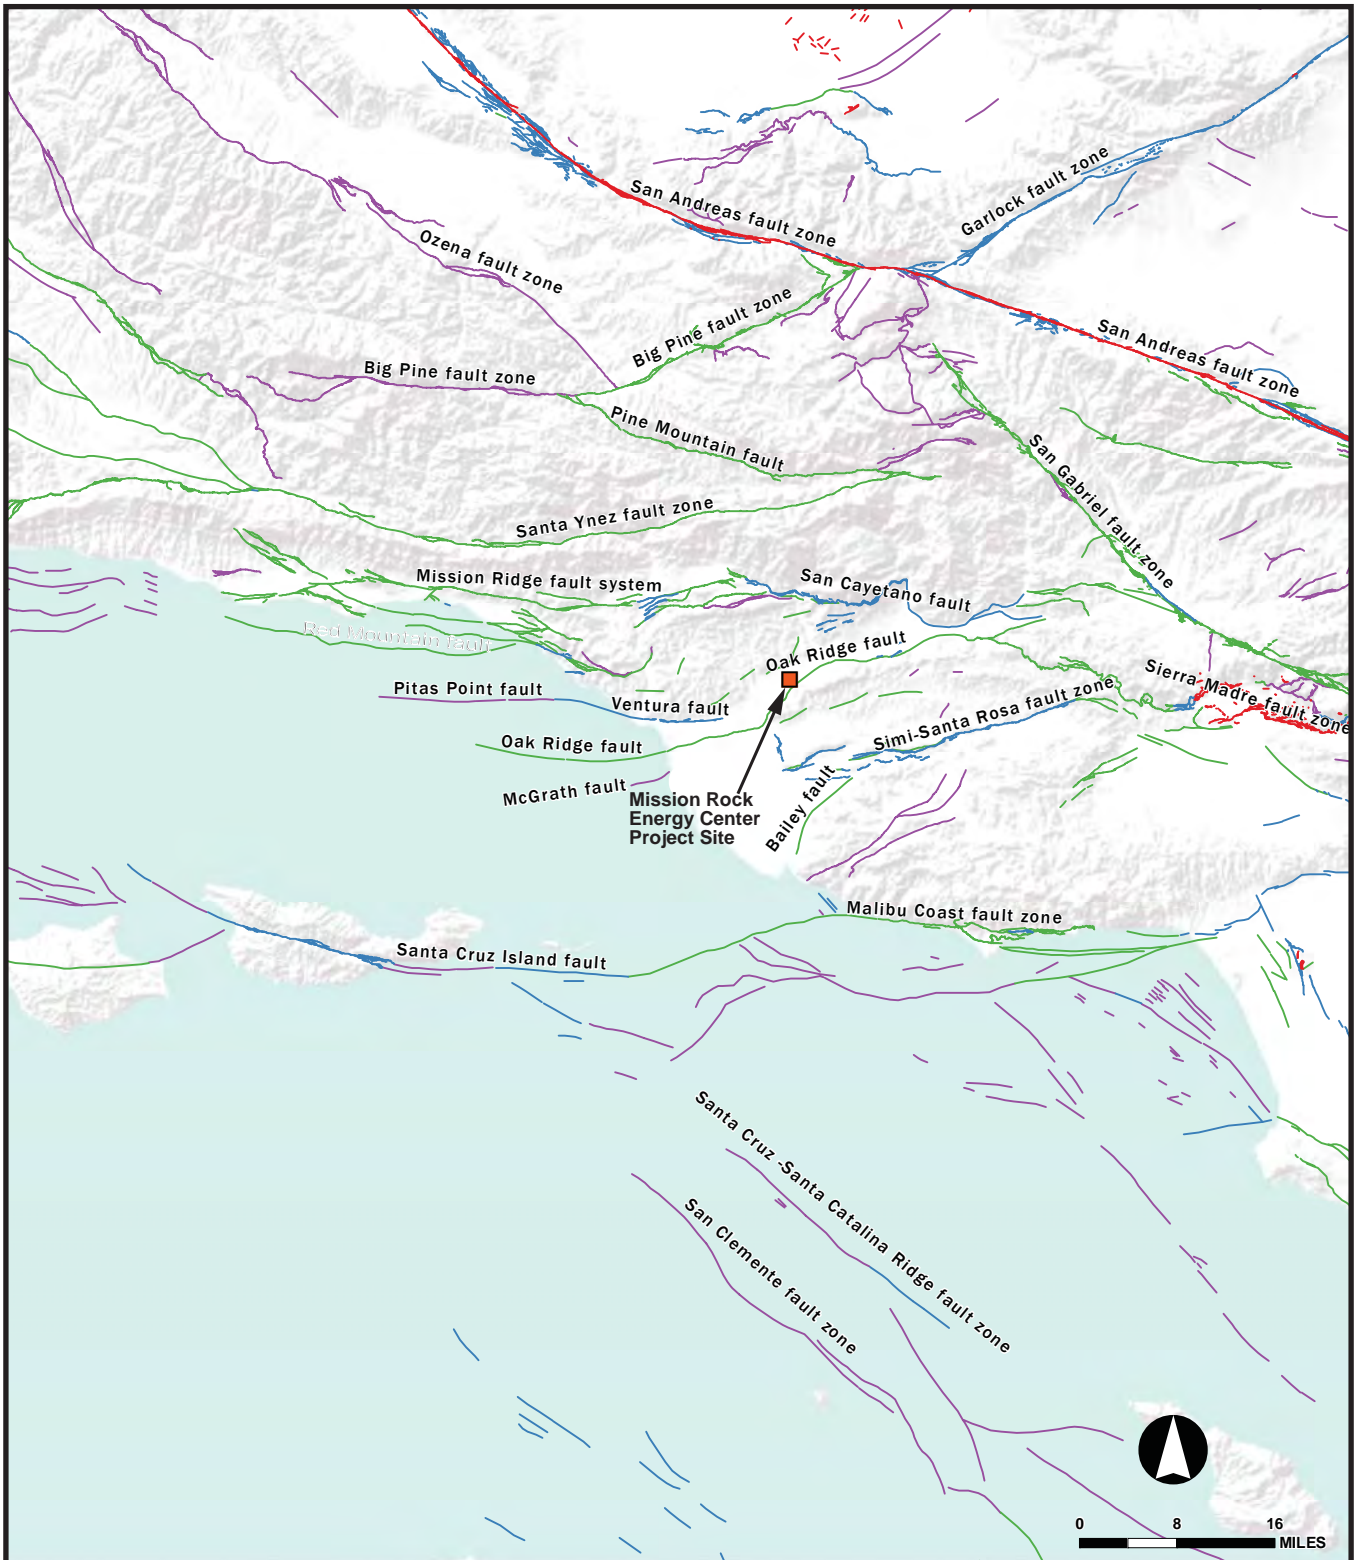 San Andreas fault zone
Garlock fault zone
Ozena fault zone
Big Pine fault zone
San Andreas fault zone
Big Pine fault zone
Pine Mountain fault
San Gabriel fault zone
Santa Ynez fault zone
Mission Ridge fault system
San Cayetano fault
Red Mountain fault
Oak Ridge fault
Sierra Madre fault zone
Pitas Point fault
Ventura fault
Simi-Santa Rosa fault zone
Oak Ridge fault
McGrath fault
Bailey fault
Mission Rock
Energy Center
Project Site
Malibu Coast fault zone
Santa Cruz Island fault
Santa Cruz -Santa Catalina Ridge fault zone
San Clemente fault zone
0 8 16
MILES